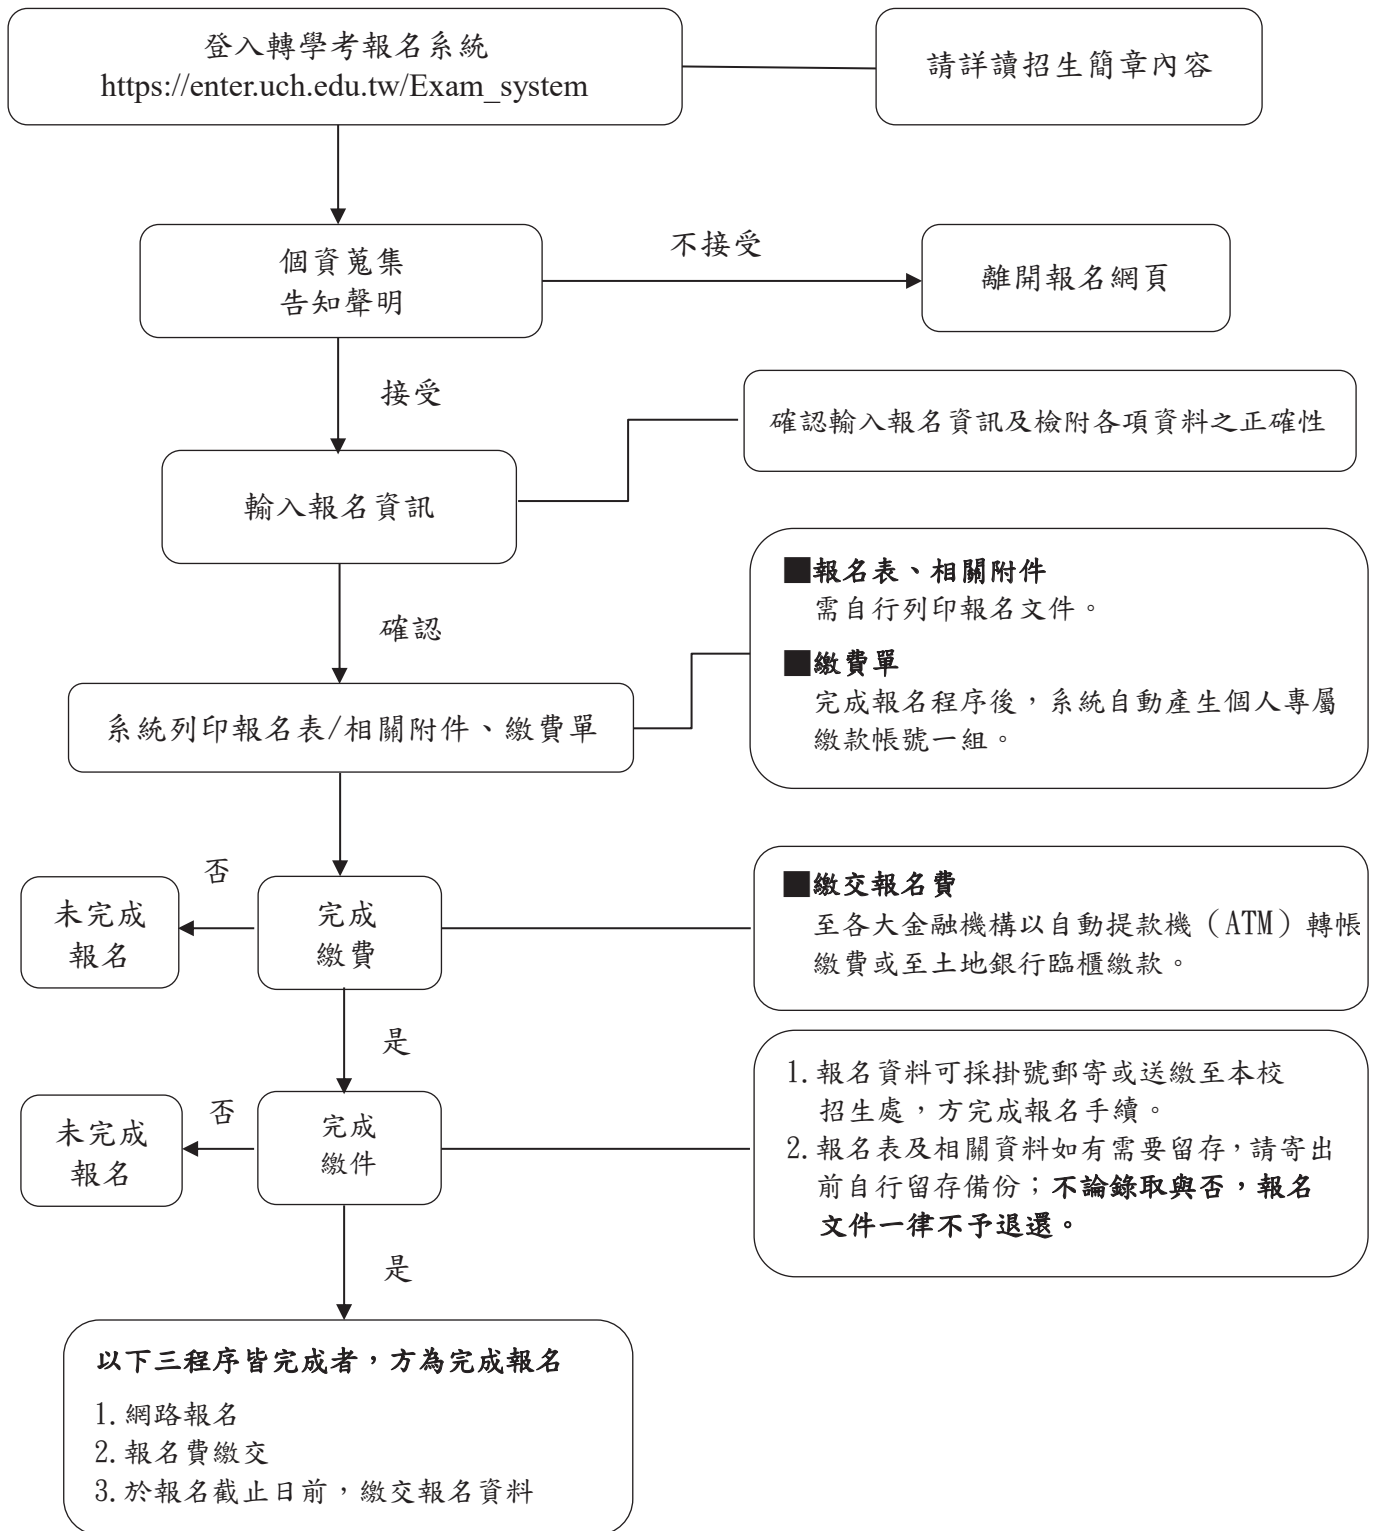 登入轉學考報名系統
https://enter.uch.edu.tw/Exam_system
請詳讀招生簡章內容
個資蒐集
告知聲明
不接受
離開報名網頁
接受
確認輸入報名資訊及檢附各項資料之正確性
輸入報名資訊
確認
■報名表、相關附件
需自行列印報名文件。
■繳費單
完成報名程序後，系統自動產生個人專屬
繳款帳號一組。
系統列印報名表/相關附件、繳費單
否
未完成
報名
完成
繳費
■繳交報名費
至各大金融機構以自動提款機（ATM）轉帳
繳費或至土地銀行臨櫃繳款。
是
否
未完成
報名
完成
繳件
1.報名資料可採掛號郵寄或送繳至本校
招生處，方完成報名手續。
2.報名表及相關資料如有需要留存，請寄出
前自行留存備份；不論錄取與否，報名
文件一律不予退還。
是
以下三程序皆完成者，方為完成報名
1.網路報名
2.報名費繳交
3.於報名截止日前，繳交報名資料